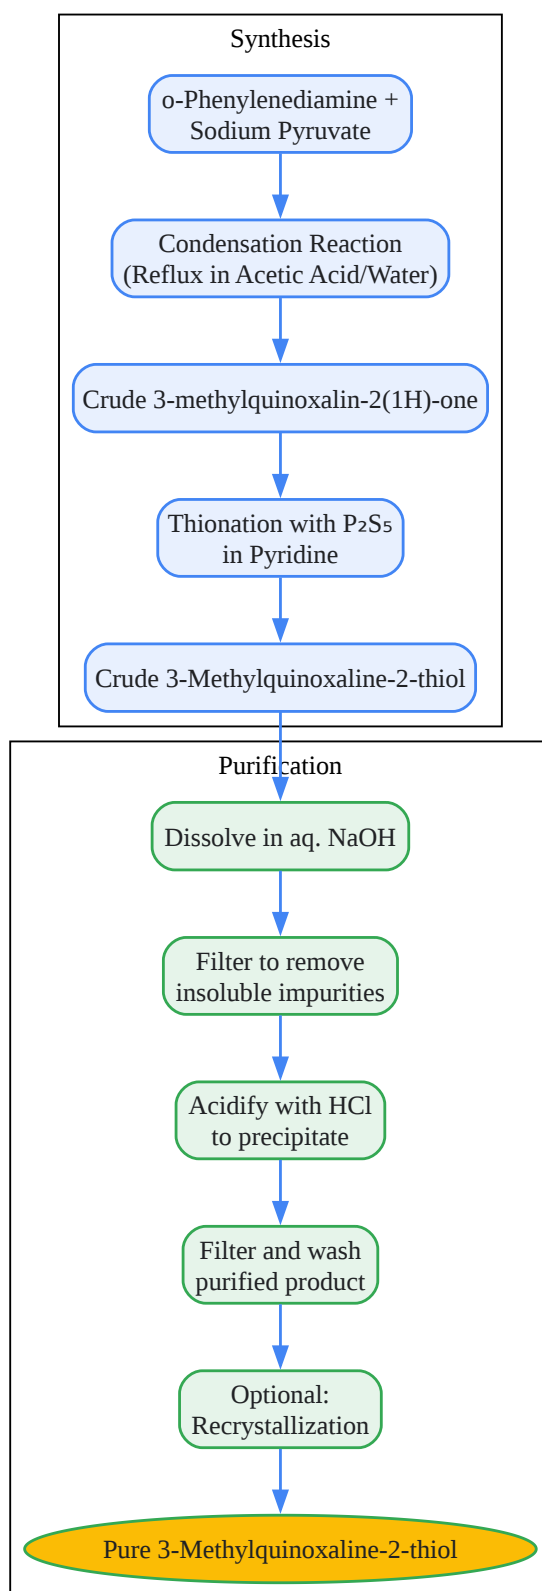 Synthesis
o-Phenylenediamine +
Sodium Pyruvate
Condensation Reaction
(Reflux in Acetic Acid/Water)
Crude 3-methylquinoxalin-2(1H)-one
Thionation with P₂S₅
in Pyridine
Crude 3-Methylquinoxaline-2-thiol
Purification
Dissolve in aq. NaOH
Filter to remove
insoluble impurities
Acidify with HCl
to precipitate
Filter and wash
purified product
Optional:
Recrystallization
Pure 3-Methylquinoxaline-2-thiol